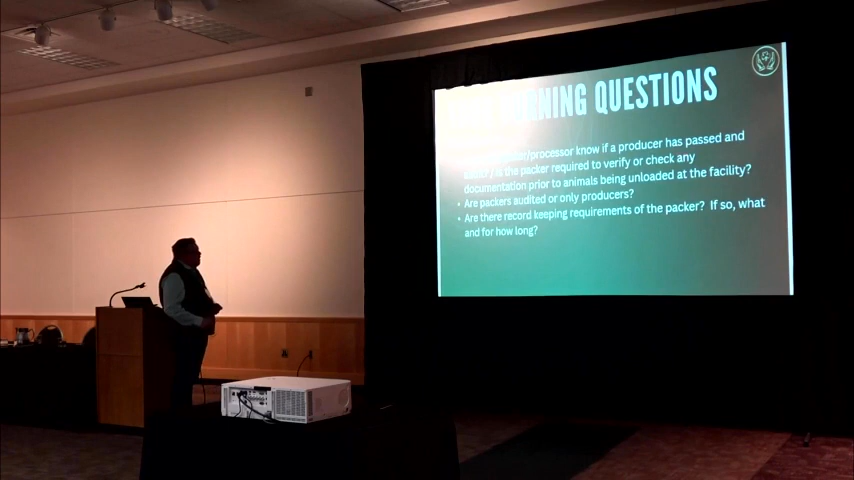 BURNING QUESTIONS
know if a producer has passed and
is the packer required to verify or check any
documentation prior to animals being unloaded at the facility?
• Are packers audited or only producers?
• Are there record keeping requirements of the packer? If so, what
and for how long?